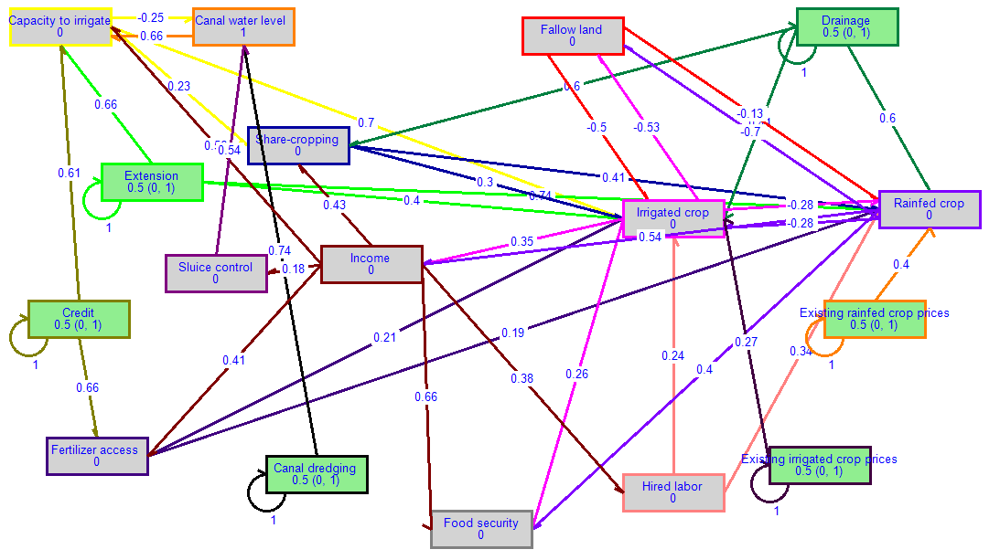 Capacity to irrigate
0
-0.25
0.66
Canal water level
1
Fallow land
0
Drainage
0.5 (0, 1)
1
0.23
0.66
0.7
0.6
-0.5
-0.53
-0.13
-0.7
0.6
Share-cropping
0
0.54
0.61
Extension
0.5 (0, 1)
1
0.3
0.4
0.74
0.41
0.43
Irrigated crop
0
-0.28
-0.28
Rainfed crop
0
0.54
0.35
0.74
Sluice control
0
0.18
Income
0
0.4
Credit
0.5 (0, 1)
1
Existing rainfed crop prices
0.5 (0, 1)
1
0.21
0.19
0.27
0.34
0.41
0.24
0.26
0.4
0.38
0.66
0.66
Fertilizer access
0
Canal dredging
0.5 (0, 1)
1
Existing irrigated crop prices
0.5 (0, 1)
1
Hired labor
0
Food security
0